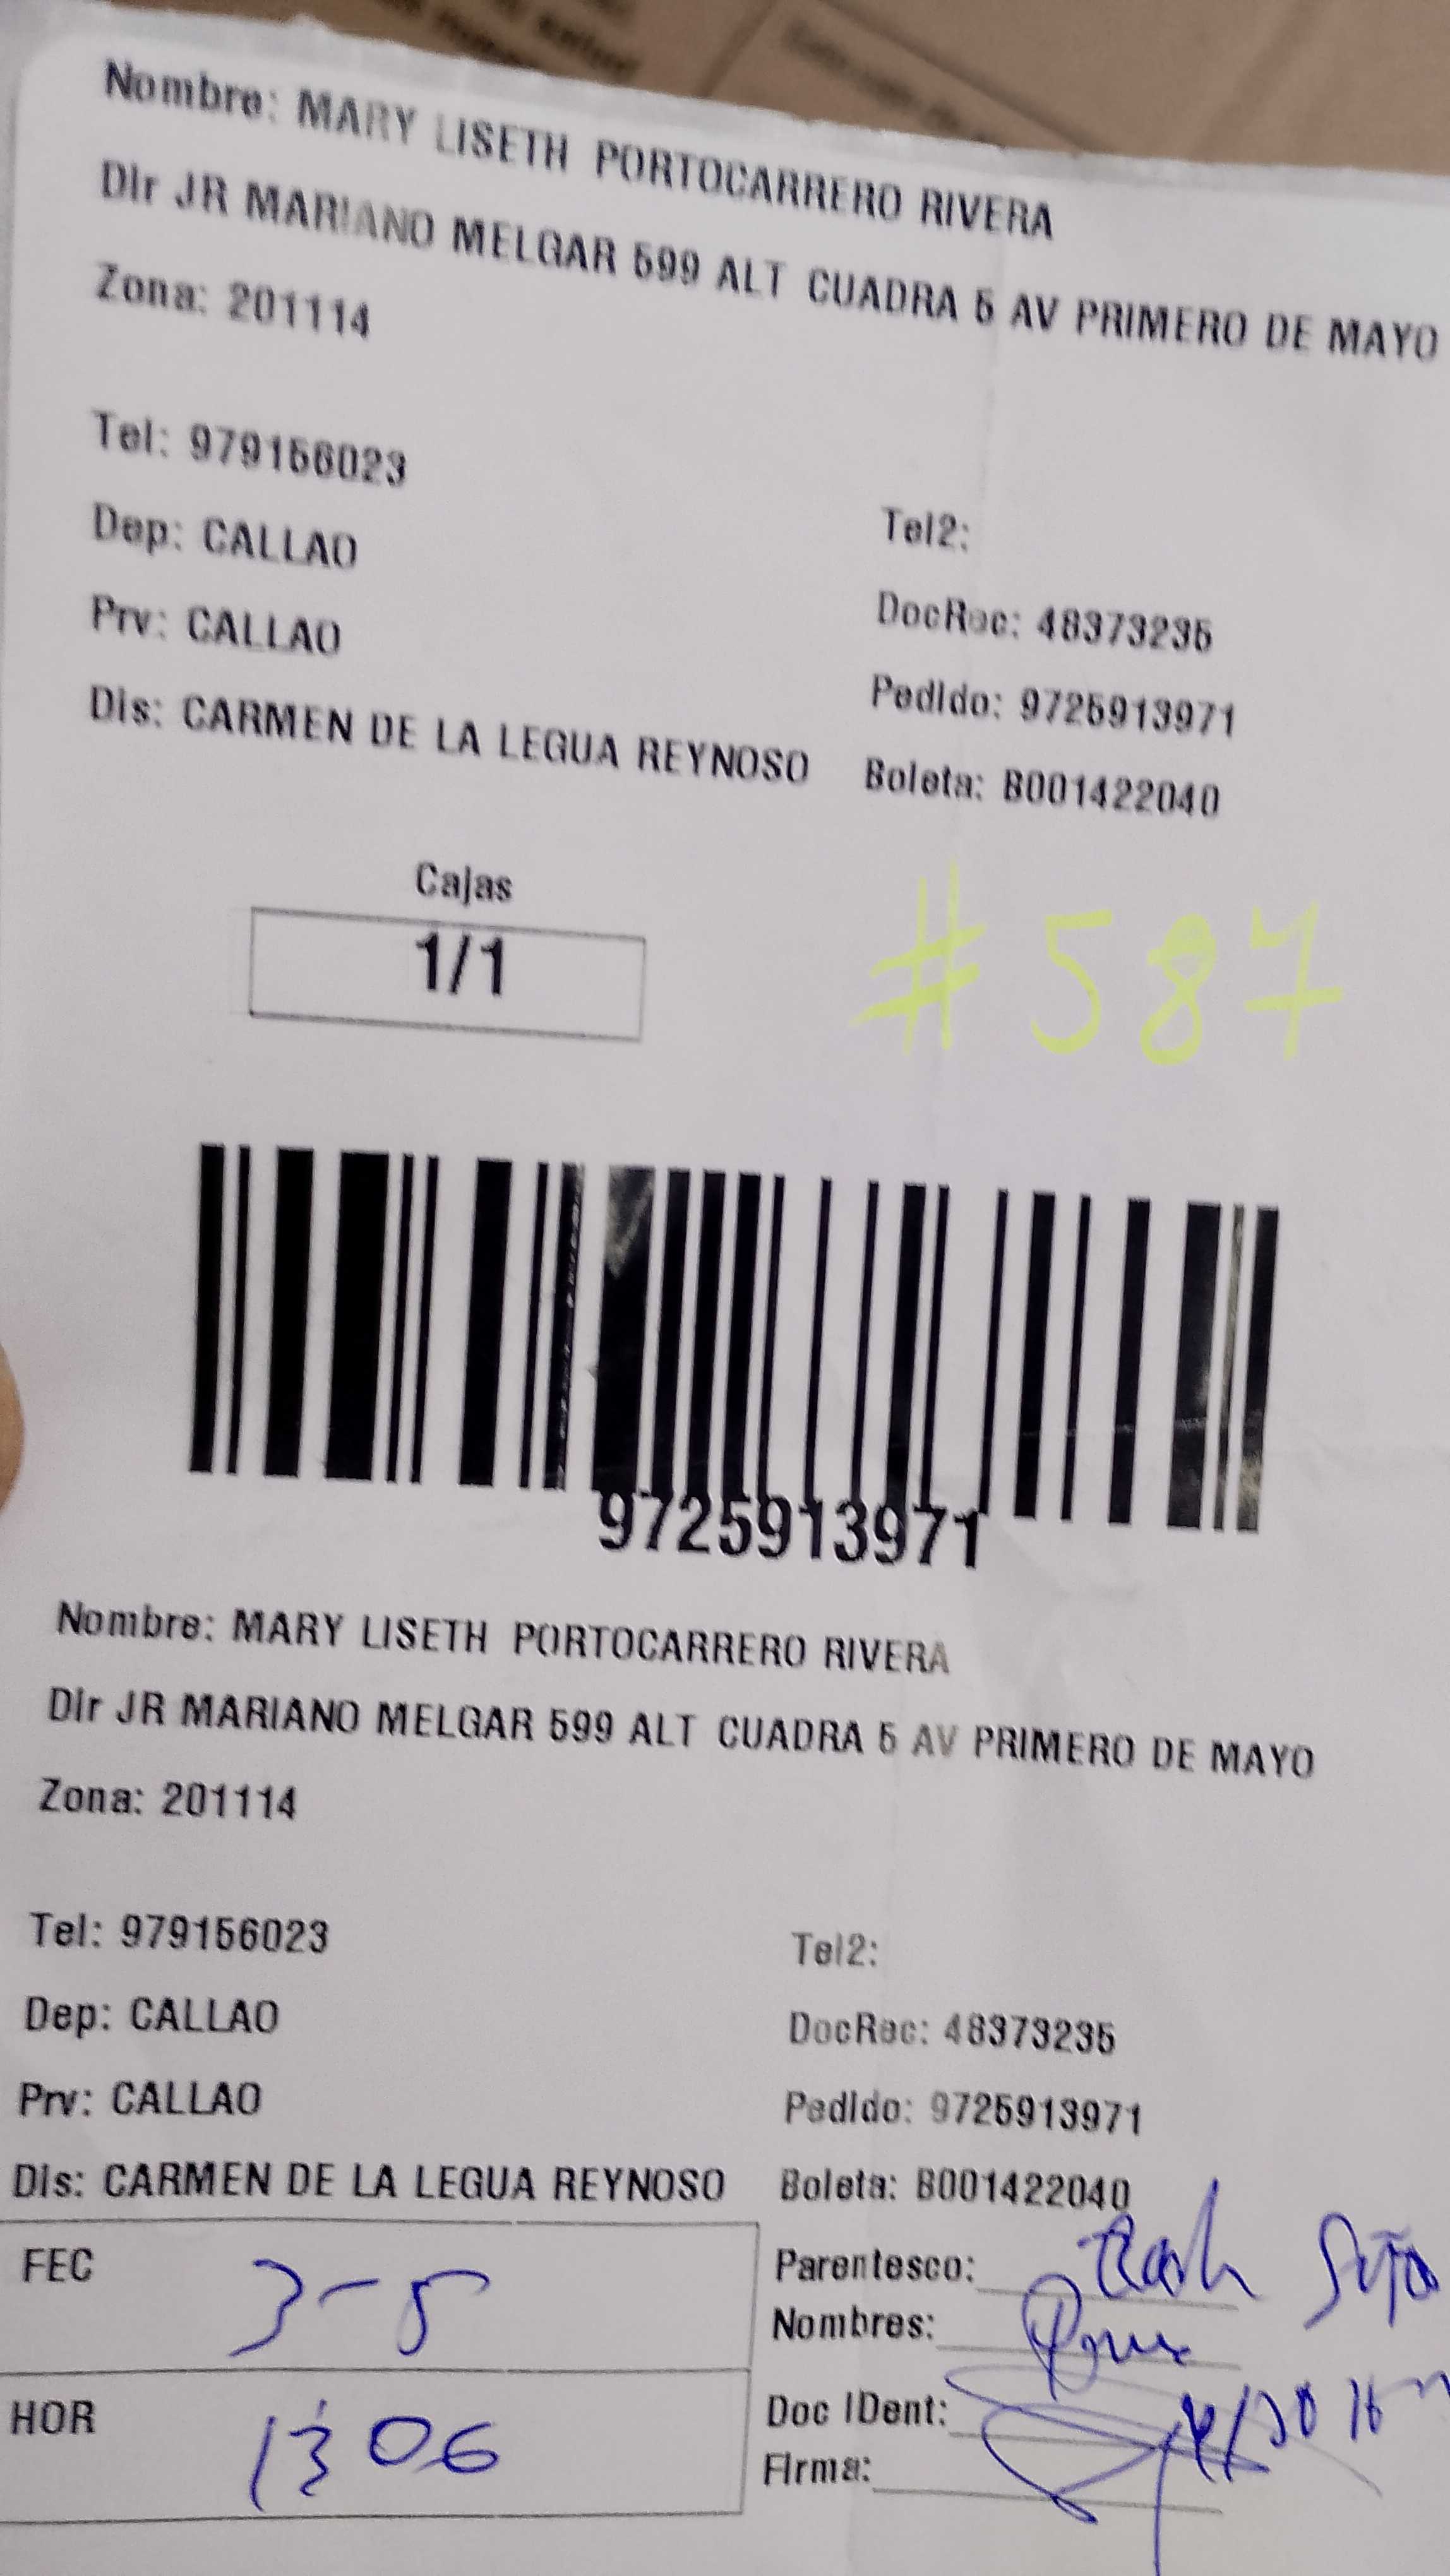 Nombre: MARY LISETH PORTOCARRERO RIVERA
Dir JR MARIANO MELGAR 599 ALT CUADRA 5 AV PRIMERO DE MAYO
Zona: 201114
Tel: 979156023
Tel2:
Dep: CALLAO
DocRec: 48373235
Prv: CALLAO
Pedido: 9725913971
Dis: CARMEN DE LA LEGUA REYNOSO
Boleta: B001422040
Cajas
1/1
#587
9725913971
Nombre: MARY LISETH PORTOCARRERO RIVERA
Dir JR MARIANO MELGAR 599 ALT CUADRA 5 AV PRIMERO DE MAYO
Zona: 201114
Tel: 979156023
Tel2:
Dep: CALLAO
DocRec: 48373235
Prv: CALLAO
Pedido: 9725913971
Dis: CARMEN DE LA LEGUA REYNOSO
Boleta: B001422040
FEC 3-5
Parentesco:
Nombres:
HOR 13:06
Doc IDent:
Firma: